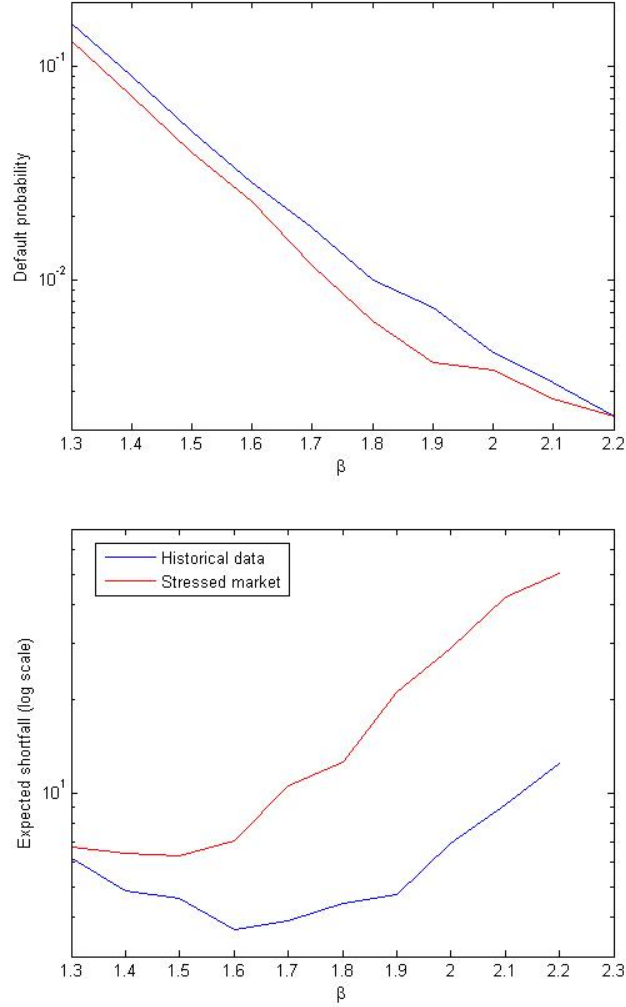 10⁻¹
10⁻²
Default probability
1.3 1.4 1.5 1.6 1.7 1.8 1.9 2 2.1 2.2
β
Historical data
Stressed market
10¹
Expected shortfall (log scale)
1.3 1.4 1.5 1.6 1.7 1.8 1.9 2 2.1 2.2 2.3
β